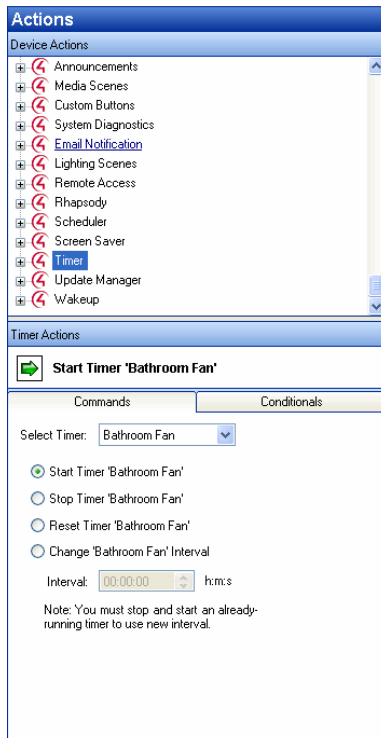 Actions
Device Actions
Announcements
Media Scenes
Custom Buttons
System Diagnostics
Email Notification
Lighting Scenes
Remote Access
Rhapsody
Scheduler
Screen Saver
Timer
Update Manager
Wakeup
Timer Actions
Start Timer 'Bathroom Fan'
Commands Conditionals
Select Timer: Bathroom Fan
Start Timer 'Bathroom Fan'
Stop Timer 'Bathroom Fan'
Reset Timer 'Bathroom Fan'
Change 'Bathroom Fan' Interval
Interval: 00:00:00 h:m:s
Note: You must stop and start an already-
running timer to use new interval.